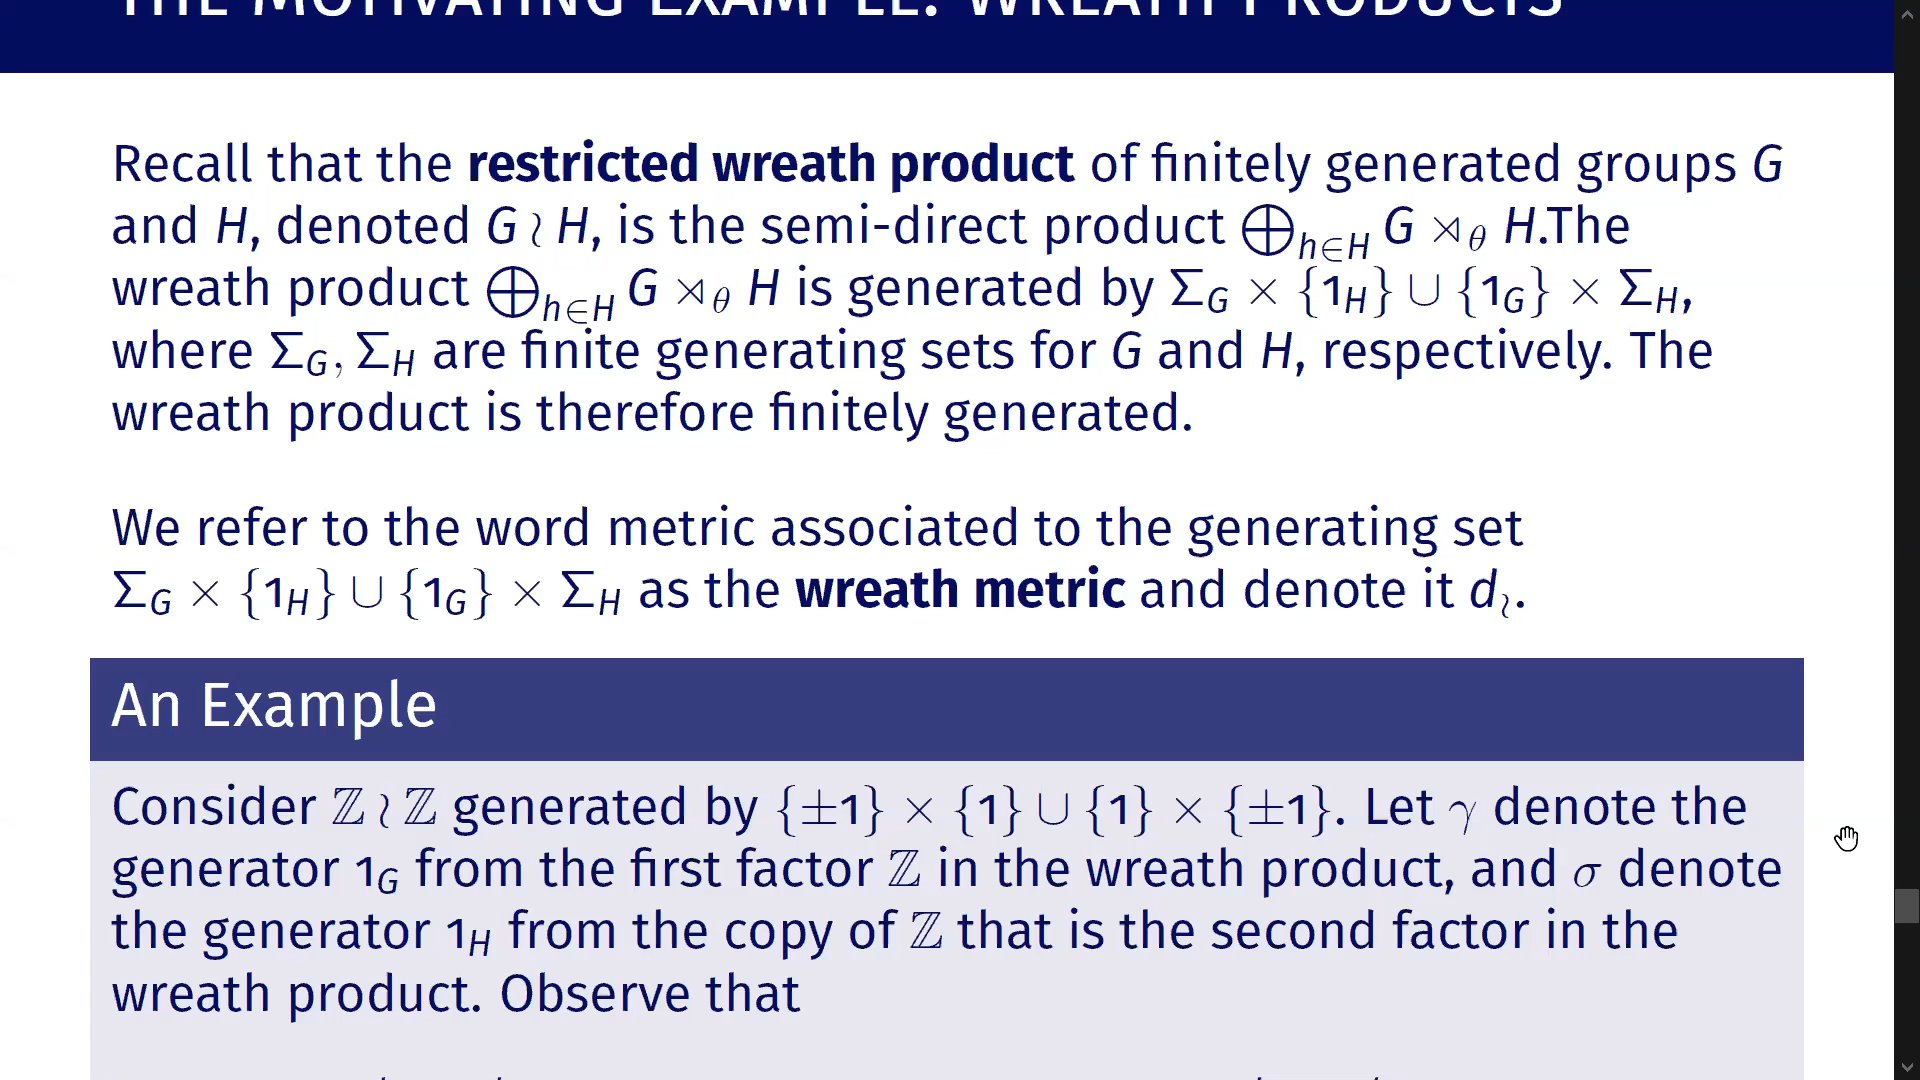 THE MOTIVATING EXAMPLE: WREATH PRODUCTS
Recall that the restricted wreath product of finitely generated groups G
and H, denoted G ≀ H, is the semi-direct product ⨁_{h∈H} G ⋊_θ H.The
wreath product ⨁_{h∈H} G ⋊_θ H is generated by Σ_G × {1_H} ∪ {1_G} × Σ_H,
where Σ_G, Σ_H are finite generating sets for G and H, respectively. The
wreath product is therefore finitely generated.
We refer to the word metric associated to the generating set
Σ_G × {1_H} ∪ {1_G} × Σ_H as the wreath metric and denote it d_≀.
An Example
Consider ℤ ≀ ℤ generated by {±1} × {1} ∪ {1} × {±1}. Let γ denote the
generator 1_G from the first factor ℤ in the wreath product, and σ denote
the generator 1_H from the copy of ℤ that is the second factor in the
wreath product. Observe that